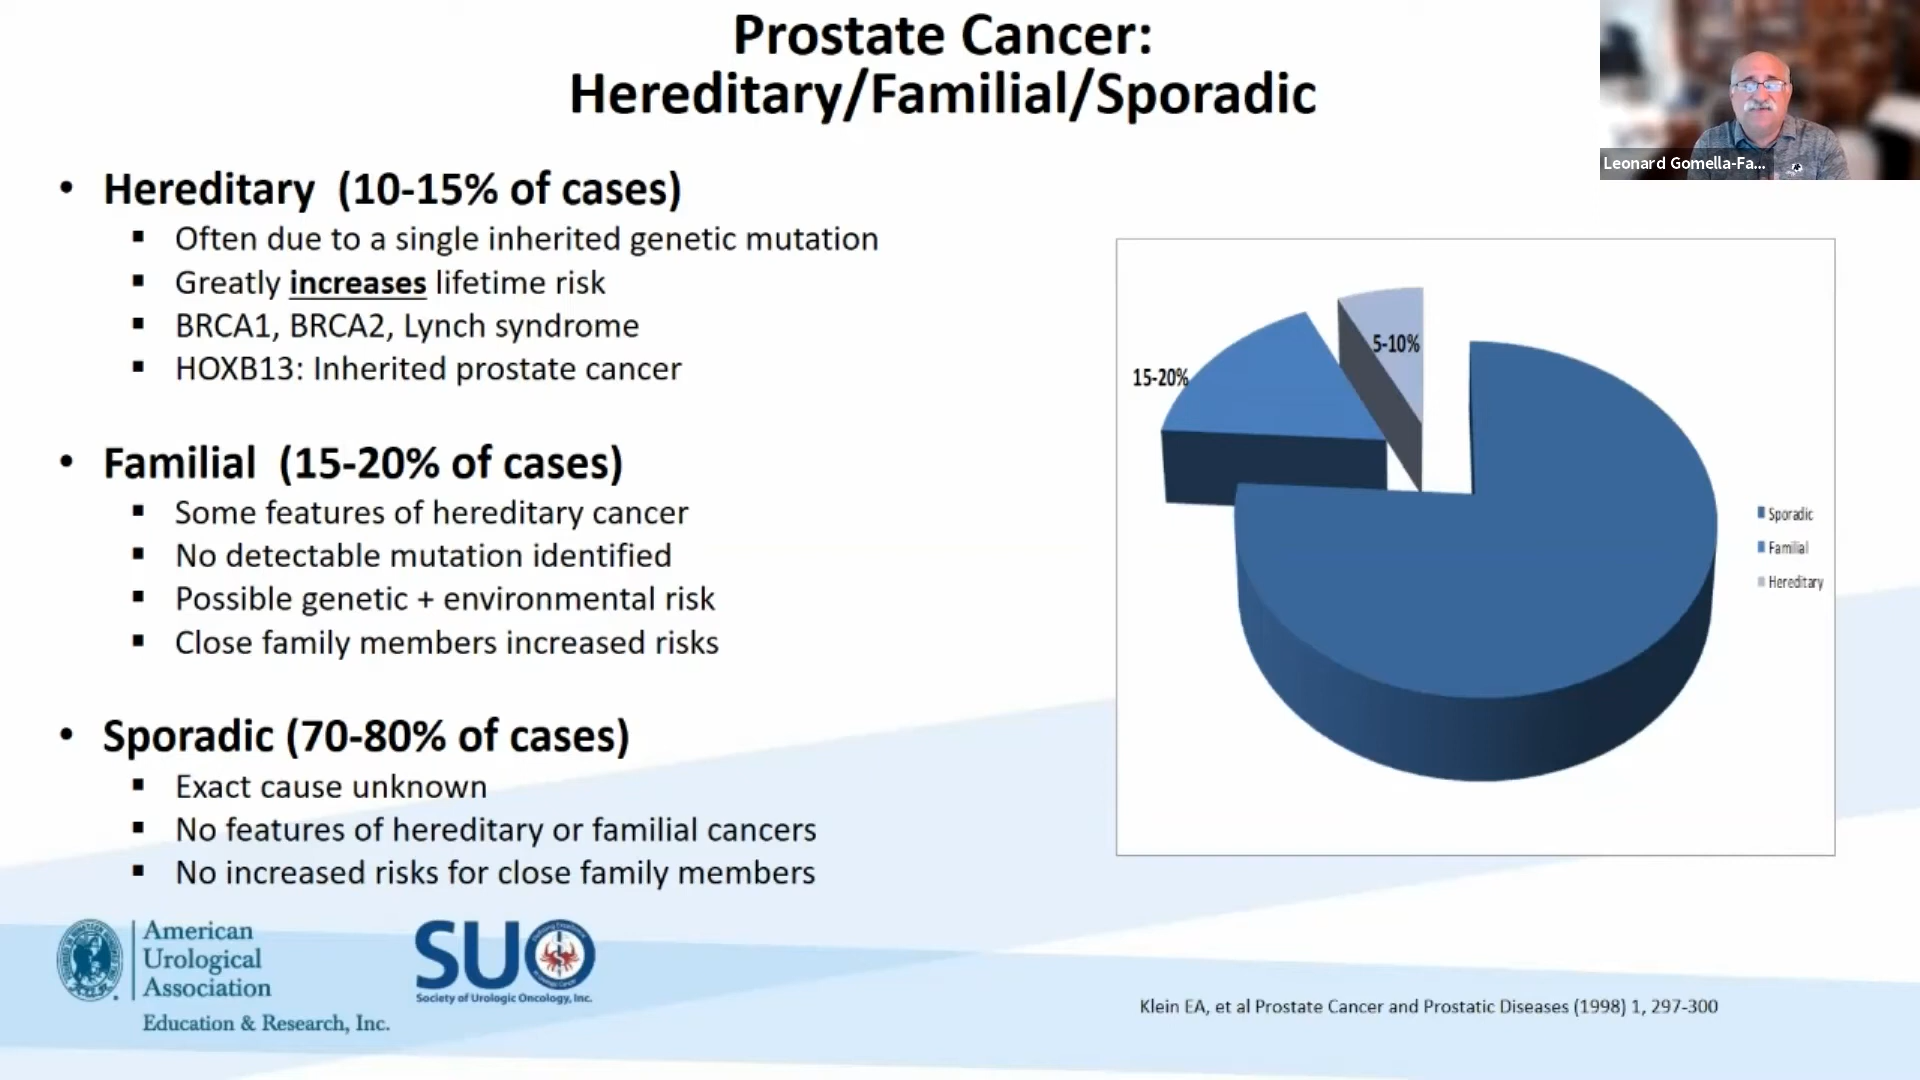 Prostate Cancer:
Hereditary/Familial/Sporadic
Leonard Gomella-Fa...
• Hereditary (10-15% of cases)
▪ Often due to a single inherited genetic mutation
▪ Greatly increases lifetime risk
▪ BRCA1, BRCA2, Lynch syndrome
▪ HOXB13: Inherited prostate cancer
• Familial (15-20% of cases)
▪ Some features of hereditary cancer
▪ No detectable mutation identified
▪ Possible genetic + environmental risk
▪ Close family members increased risks
• Sporadic (70-80% of cases)
▪ Exact cause unknown
▪ No features of hereditary or familial cancers
▪ No increased risks for close family members
5-10%
15-20%
Sporadic
Familial
Hereditary
American
Urological
Association
Education & Research, Inc.
SUO
Society of Urologic Oncology, Inc.
Klein EA, et al Prostate Cancer and Prostatic Diseases (1998) 1, 297-300